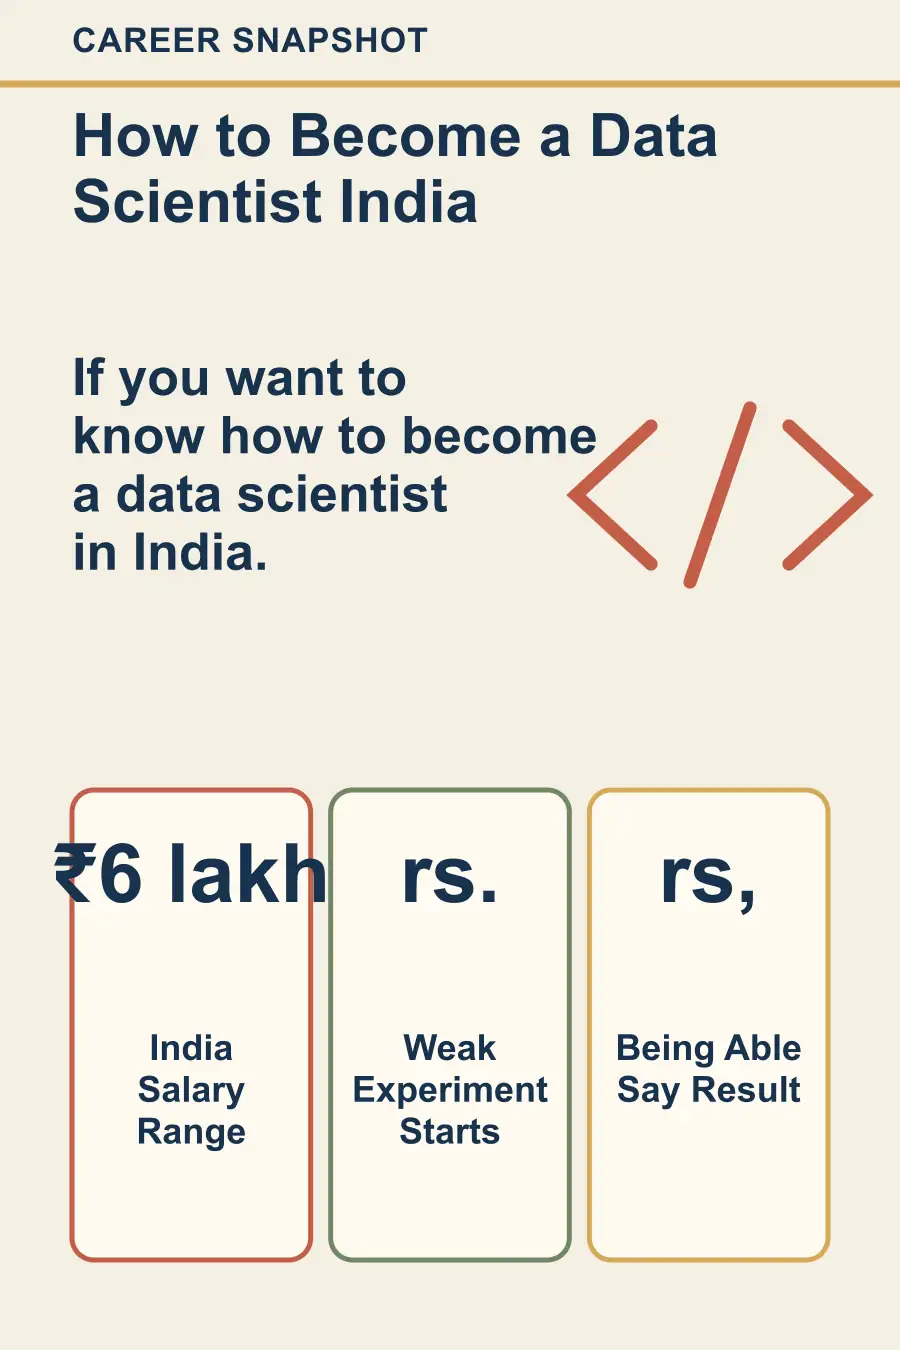 CAREER SNAPSHOT
How to Become a Data
Scientist India
If you want to
know how to become
a data scientist
in India.
₹6 lakh
India
Salary
Range
rs.
Weak
Experiment
Starts
rs,
Being Able
Say Result